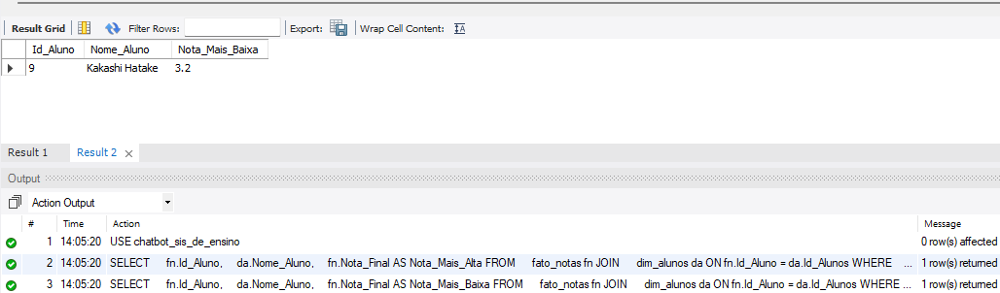 Result Grid Filter Rows: Export: Wrap Cell Content:
Id_Aluno Nome_Aluno Nota_Mais_Baixa
9 Kakashi Hatake 3.2
Result 1 Result 2
Output
Action Output
# Time Action Message
1 14:05:20 USE chatbot_sis_de_ensino 0 row(s) affected
2 14:05:20 SELECT fn.Id_Aluno, da.Nome_Aluno, fn.Nota_Final AS Nota_Mais_Alta FROM fato_notas fn JOIN dim_alunos da ON fn.Id_Aluno = da.Id_Alunos WHERE ... 1 row(s) returned
3 14:05:20 SELECT fn.Id_Aluno, da.Nome_Aluno, fn.Nota_Final AS Nota_Mais_Baixa FROM fato_notas fn JOIN dim_alunos da ON fn.Id_Aluno = da.Id_Alunos WHERE ... 1 row(s) returned